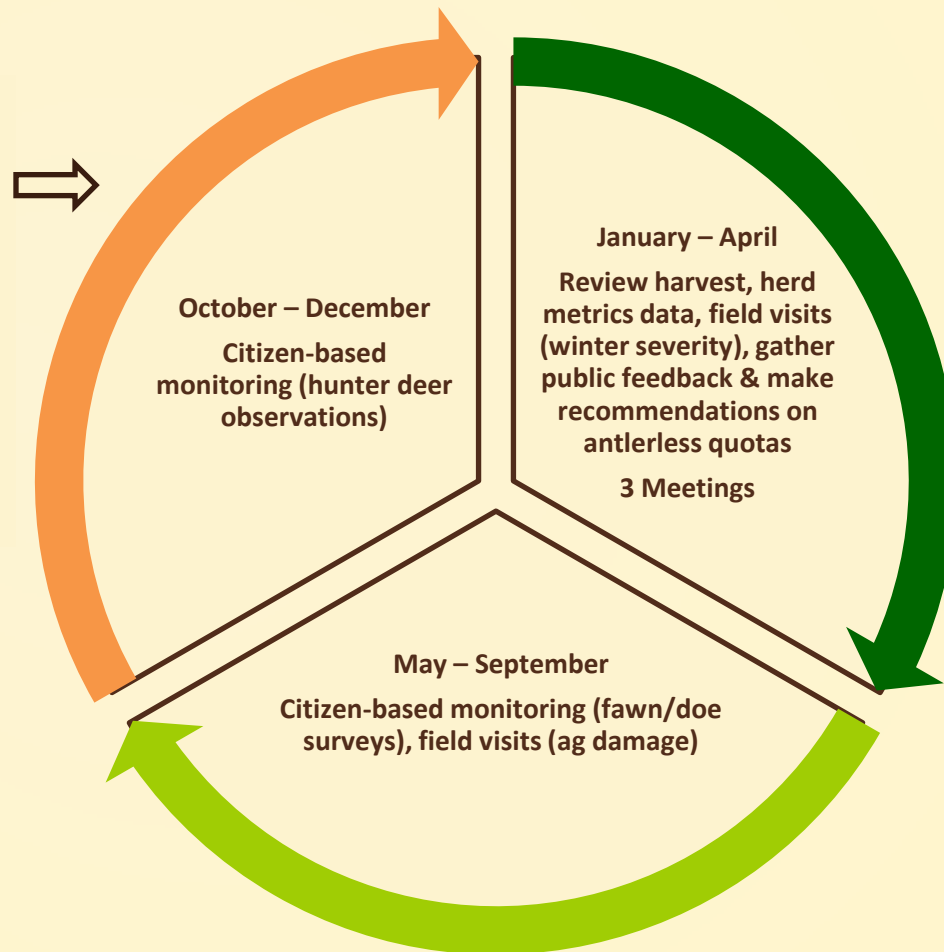 January – April
Review harvest, herd
metrics data, field visits
(winter severity), gather
public feedback & make
recommendations on
antlerless quotas
3 Meetings
May – September
Citizen-based monitoring (fawn/doe
surveys), field visits (ag damage)
October – December
Citizen-based
monitoring (hunter deer
observations)